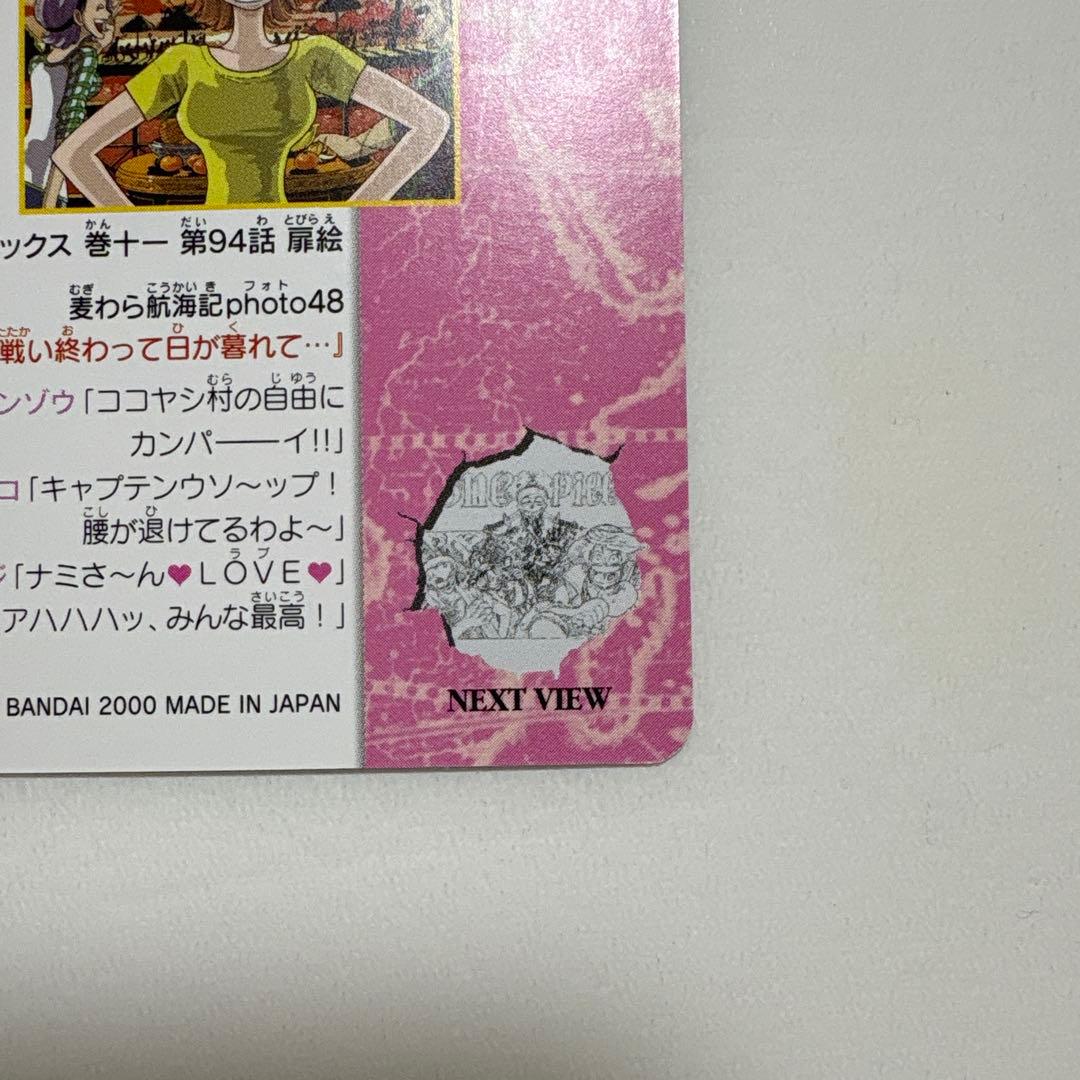 ックス 巻十一 第94話 扉絵
麦わら航海記photo48
戦い終わって日が暮れて…』
ンゾウ「ココヤシ村の自由に
カンパ――イ!!」
コ「キャプテンウソ〜ップ！
腰が退けてるわよ〜」
「ナミさ〜ん♥LOVE♥」
アハハハッ、みんな最高！」
BANDAI 2000 MADE IN JAPAN
ONE PIECE
NEXT VIEW